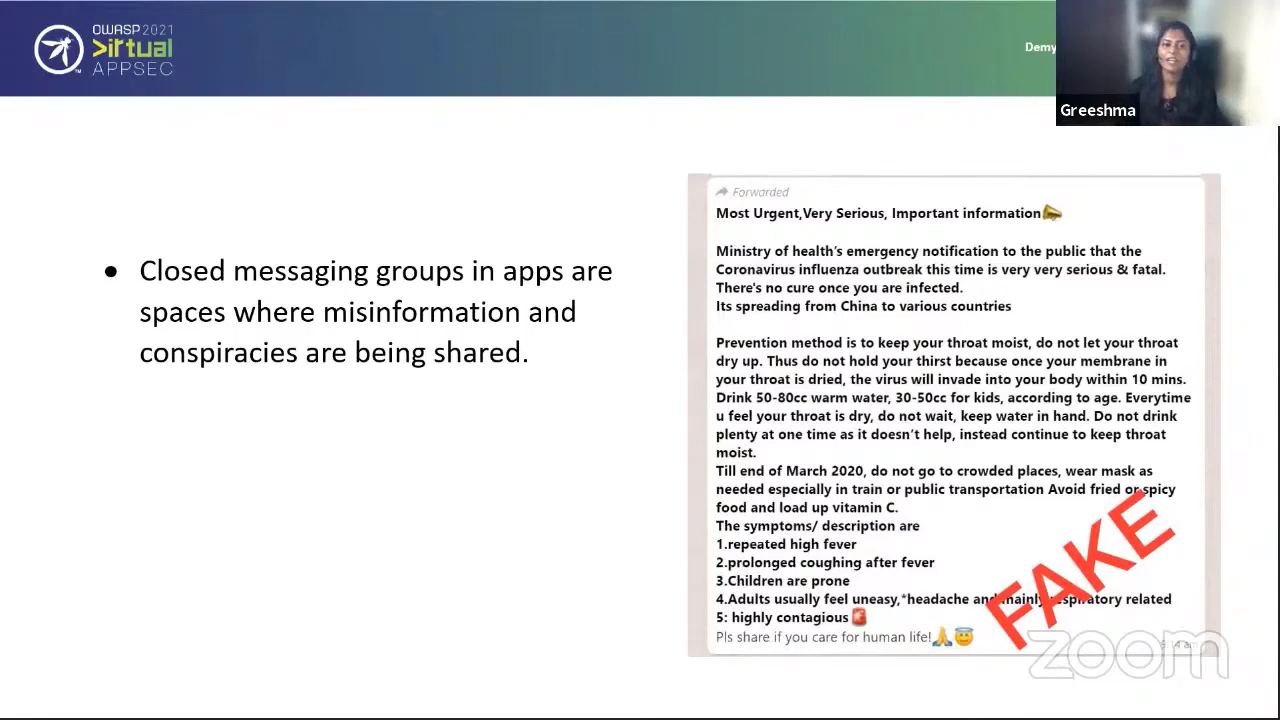 OWASP 2021
Virtual
APPSEC
Demy
Greeshma
• Closed messaging groups in apps are
spaces where misinformation and
conspiracies are being shared.
Forwarded
Most Urgent,Very Serious, Important information
Ministry of health's emergency notification to the public that the
Coronavirus influenza outbreak this time is very very serious & fatal.
There's no cure once you are infected.
Its spreading from China to various countries
Prevention method is to keep your throat moist, do not let your throat
dry up. Thus do not hold your thirst because once your membrane in
your throat is dried, the virus will invade into your body within 10 mins.
Drink 50-80cc warm water, 30-50cc for kids, according to age. Everytime
u feel your throat is dry, do not wait, keep water in hand. Do not drink
plenty at one time as it doesn't help, instead continue to keep throat
moist.
Till end of March 2020, do not go to crowded places, wear mask as
needed especially in train or public transportation Avoid fried or spicy
food and load up vitamin C.
The symptoms/ description are
1.repeated high fever
2.prolonged coughing after fever
3.Children are prone
4.Adults usually feel uneasy,*headache and mainly respiratory related
5: highly contagious
Pls share if you care for human life!
FAKE
zoom